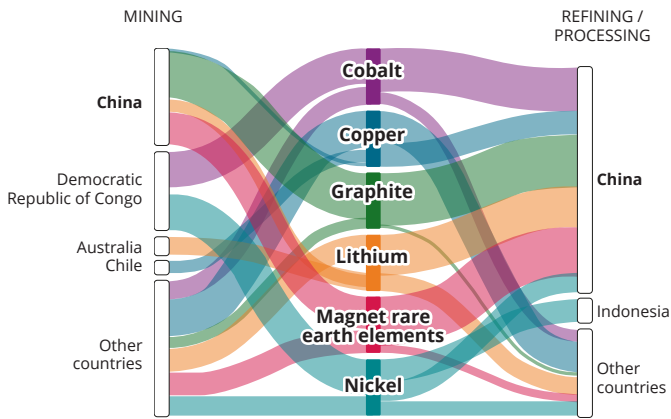 MINING
REFINING /
PROCESSING
China
Democratic
Republic of Congo
Australia
Chile
Other
countries
Cobalt
Copper
Graphite
Lithium
Magnet rare
earth elements
Nickel
China
Indonesia
Other
countries